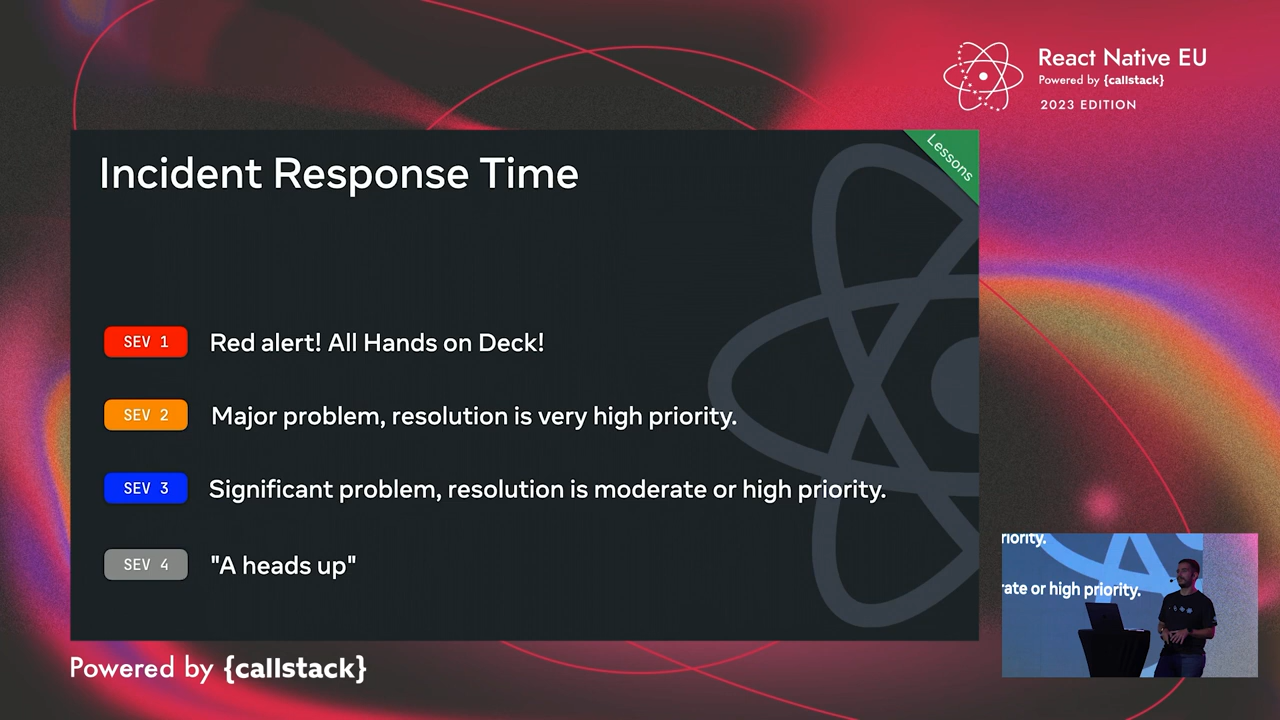 React Native EU
Powered by {callstack}
2023 EDITION
Lessons
Incident Response Time
SEV 1 Red alert! All Hands on Deck!
SEV 2 Major problem, resolution is very high priority.
SEV 3 Significant problem, resolution is moderate or high priority.
SEV 4 "A heads up"
riority.
rate or high priority.
Powered by {callstack}